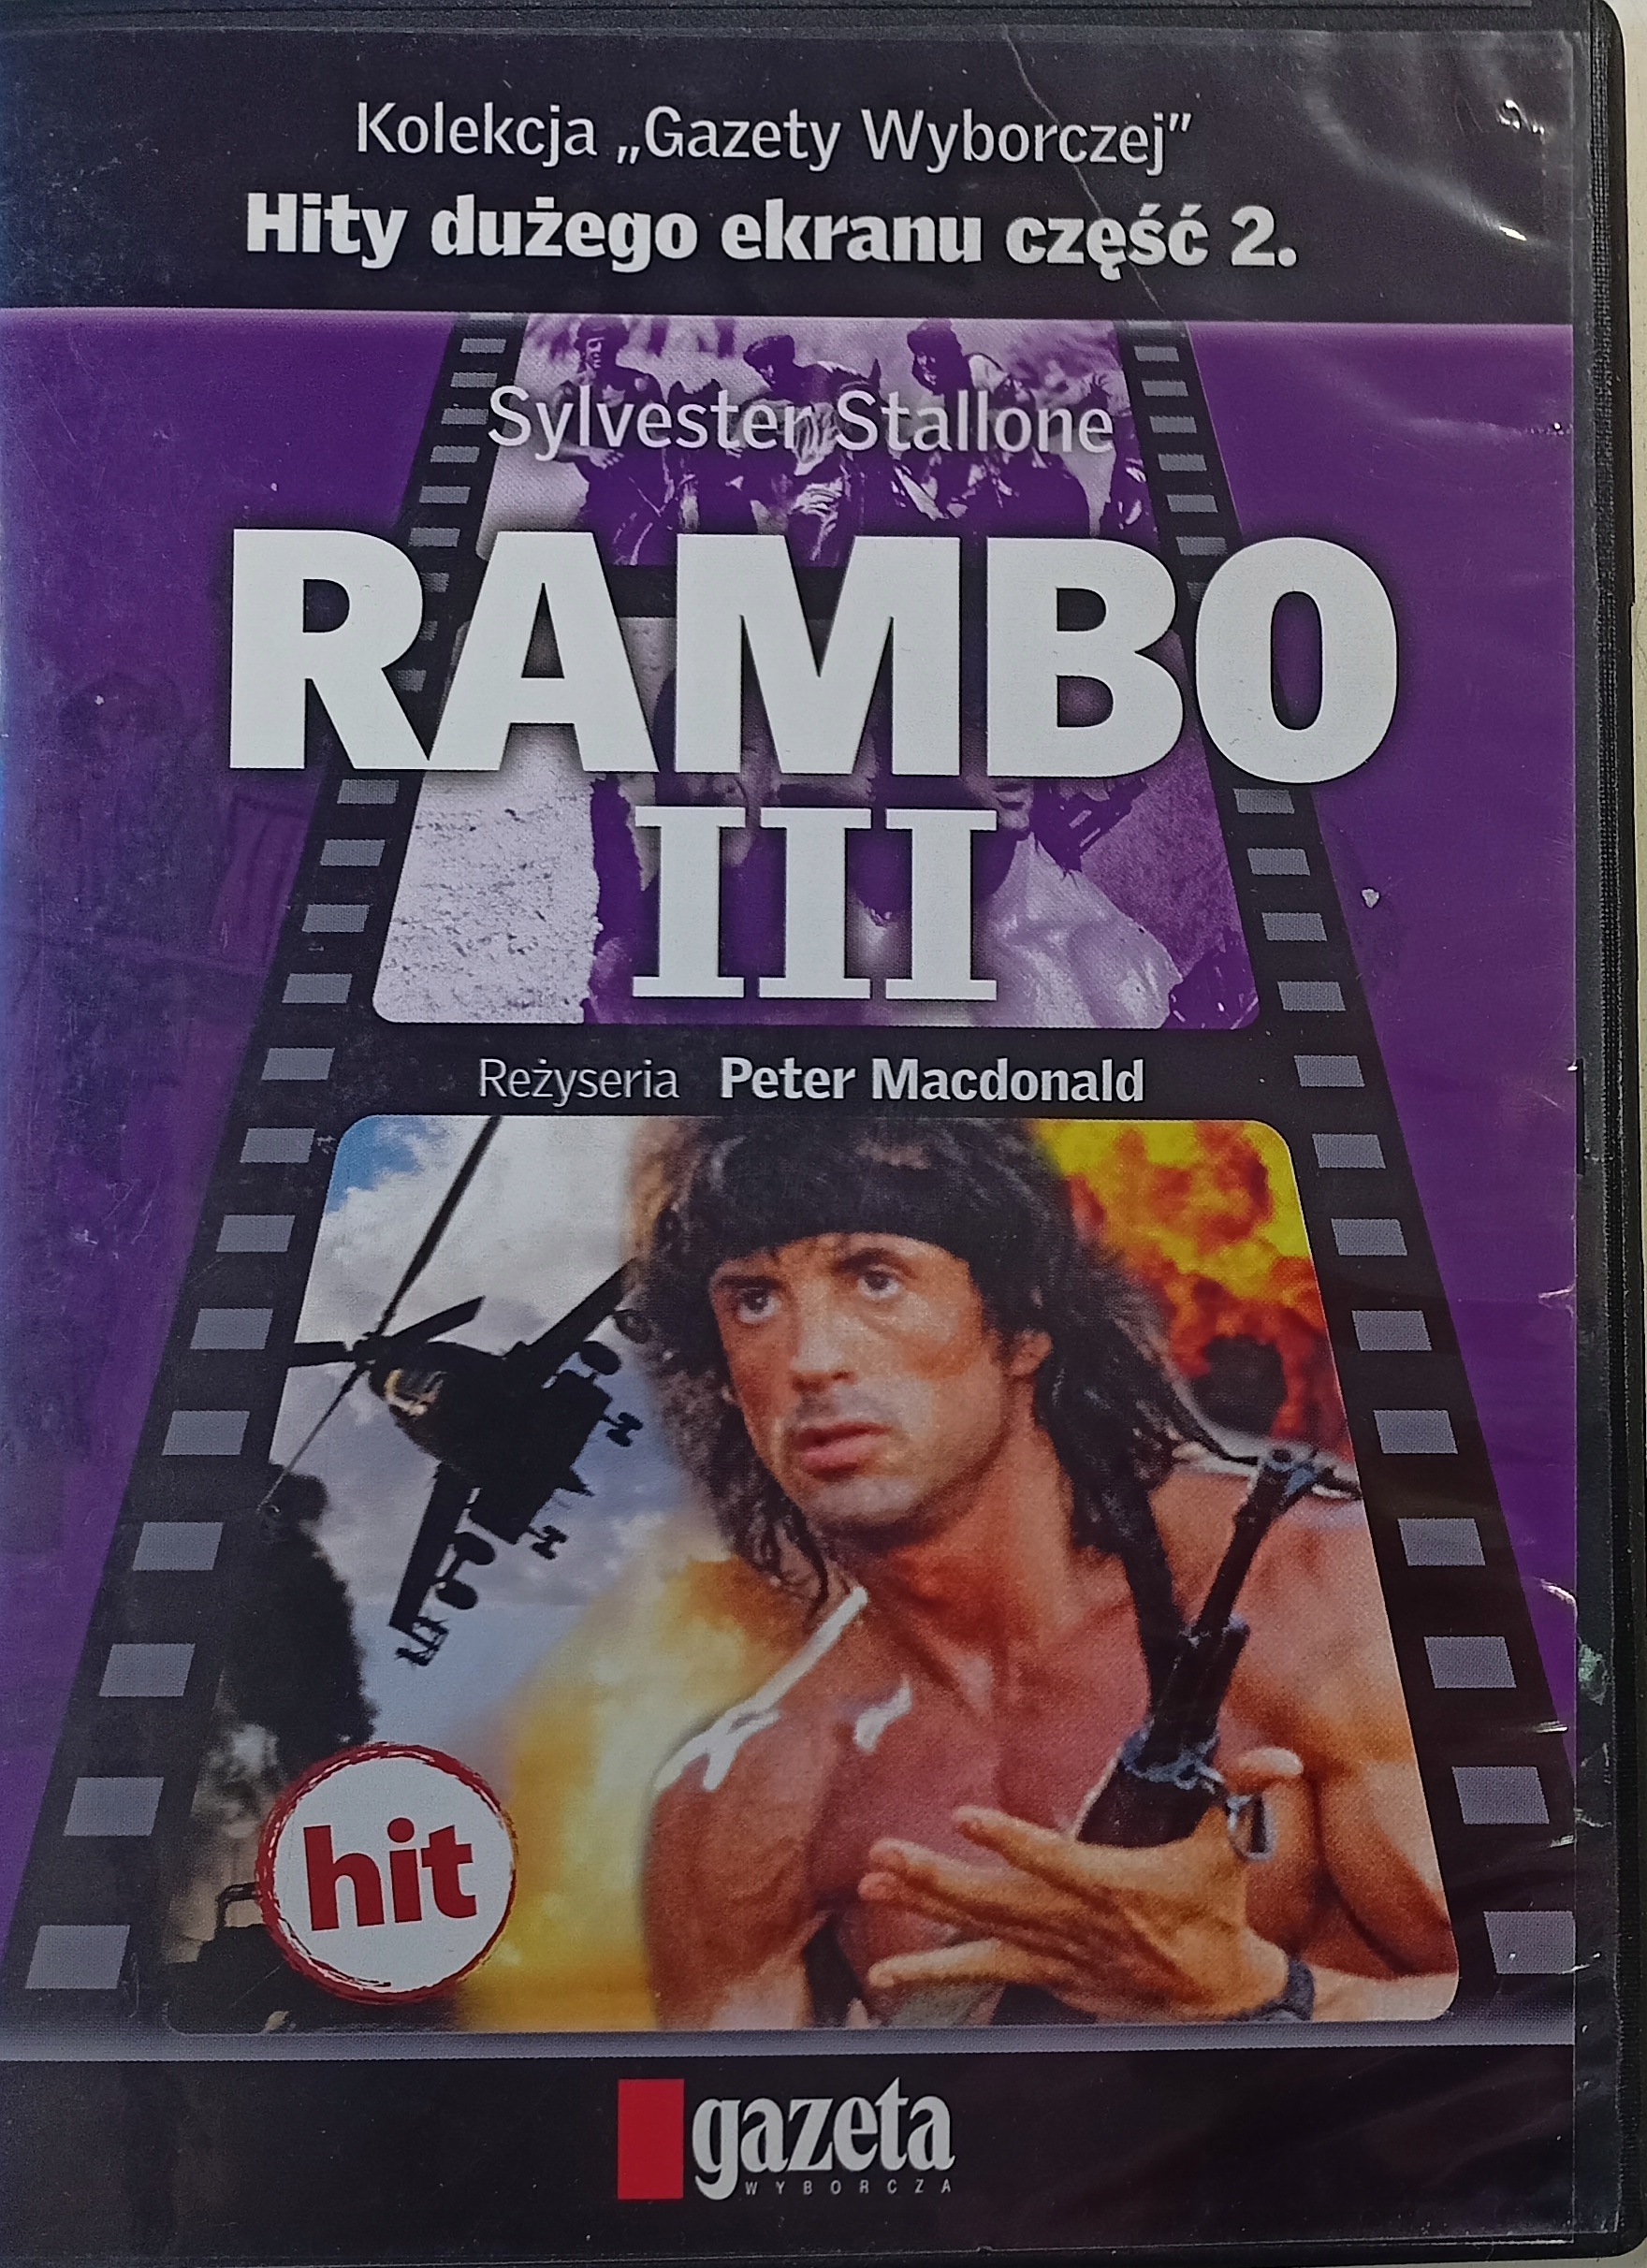 Kolekcja „Gazety Wyborczej”
Hity dużego ekranu część 2.
Sylvester Stallone
RAMBO
III
Reżyseria Peter Macdonald
hit
gazeta
WYBORCZA